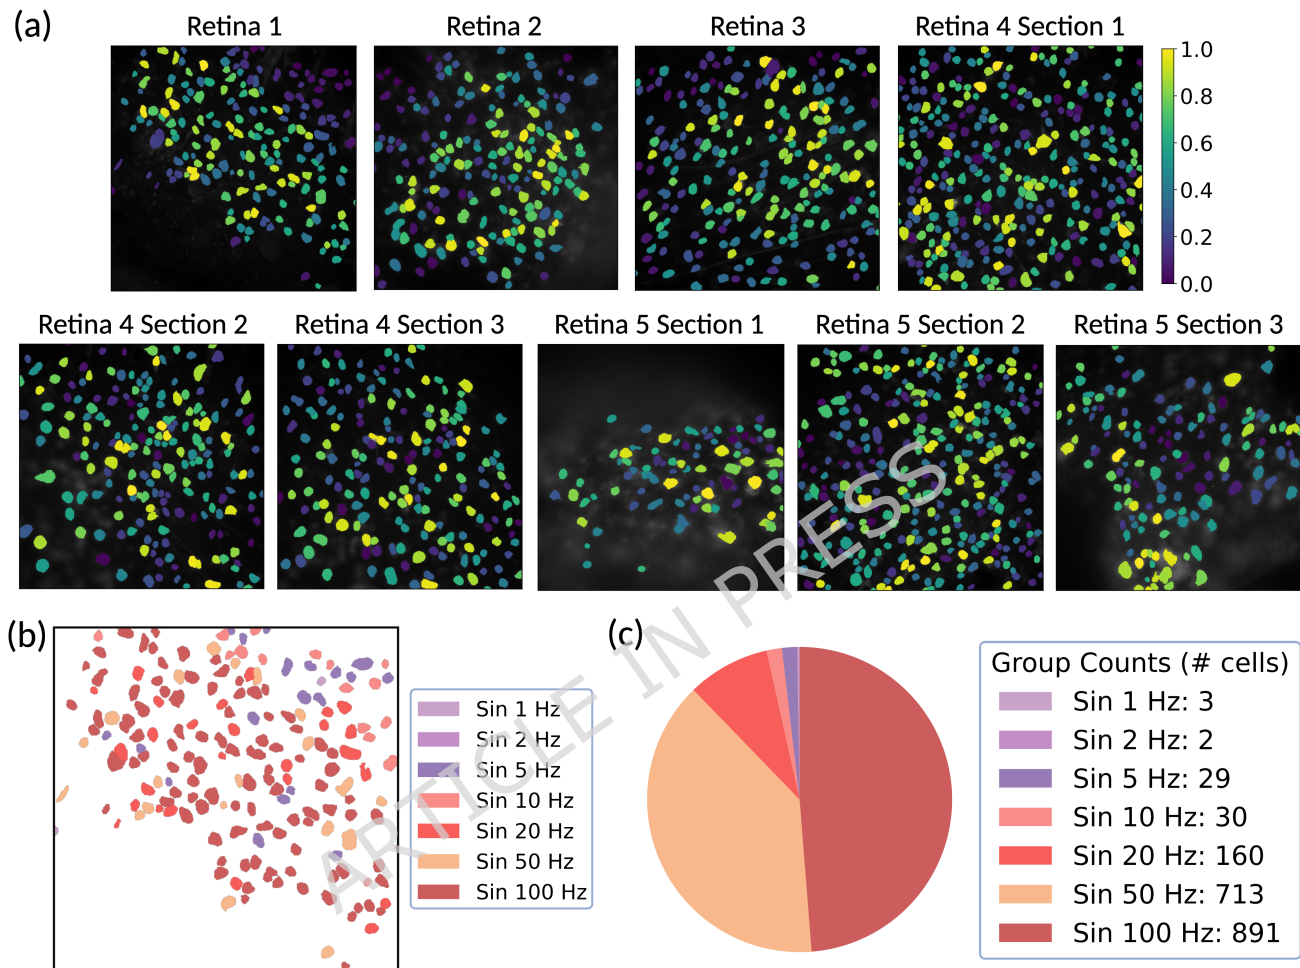 (a)
Retina 1
Retina 2
Retina 3
Retina 4 Section 1
1.0
0.8
0.6
0.4
0.2
0.0
Retina 4 Section 2
Retina 4 Section 3
Retina 5 Section 1
Retina 5 Section 2
Retina 5 Section 3
(b)
Sin 1 Hz
Sin 2 Hz
Sin 5 Hz
Sin 10 Hz
Sin 20 Hz
Sin 50 Hz
Sin 100 Hz
(c)
Group Counts (# cells)
Sin 1 Hz: 3
Sin 2 Hz: 2
Sin 5 Hz: 29
Sin 10 Hz: 30
Sin 20 Hz: 160
Sin 50 Hz: 713
Sin 100 Hz: 891
ARTICLE IN PRESS